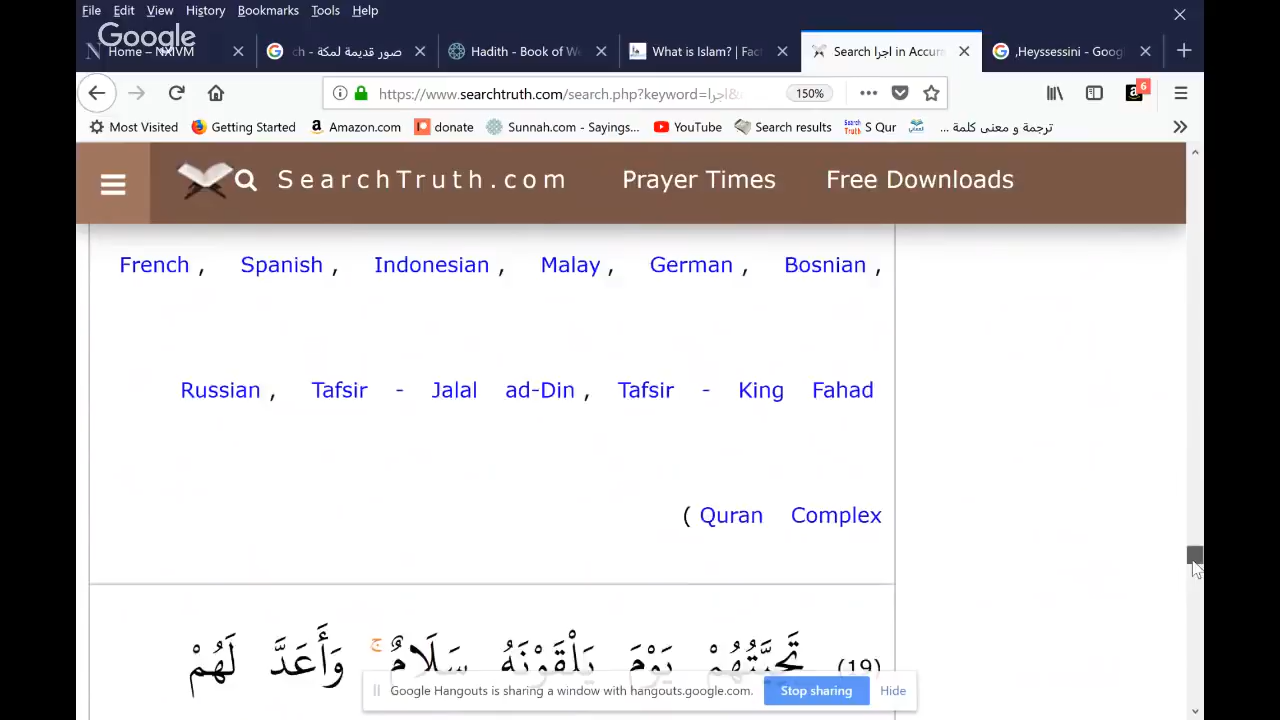 File Edit View History Bookmarks Tools Help
Google
Home – NXIVM صور قديمة لمكة - Hadith - Book of We What is Islam? | Fact Search اجرا in Accura ,Heyssessini - Goog
https://www.searchtruth.com/search.php?keyword=اجرا& 150% 6
Most Visited Getting Started Amazon.com donate Sunnah.com - Sayings,... YouTube Search results S Qur ترجمة و معنى كلمة ...
SearchTruth.com Prayer Times Free Downloads
French , Spanish , Indonesian , Malay , German , Bosnian ,
Russian , Tafsir - Jalal ad-Din , Tafsir - King Fahad
( Quran Complex
(19) تَحِيَّتُهُمْ يَوْمَ يَلْقَوْنَهُ سَلَامٌ ۚ وَأَعَدَّ لَهُمْ
Google Hangouts is sharing a window with hangouts.google.com. Stop sharing Hide